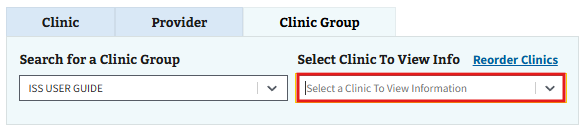 Clinic Provider Clinic Group
Search for a Clinic Group Select Clinic To View Info Reorder Clinics
ISS USER GUIDE Select a Clinic To View Information